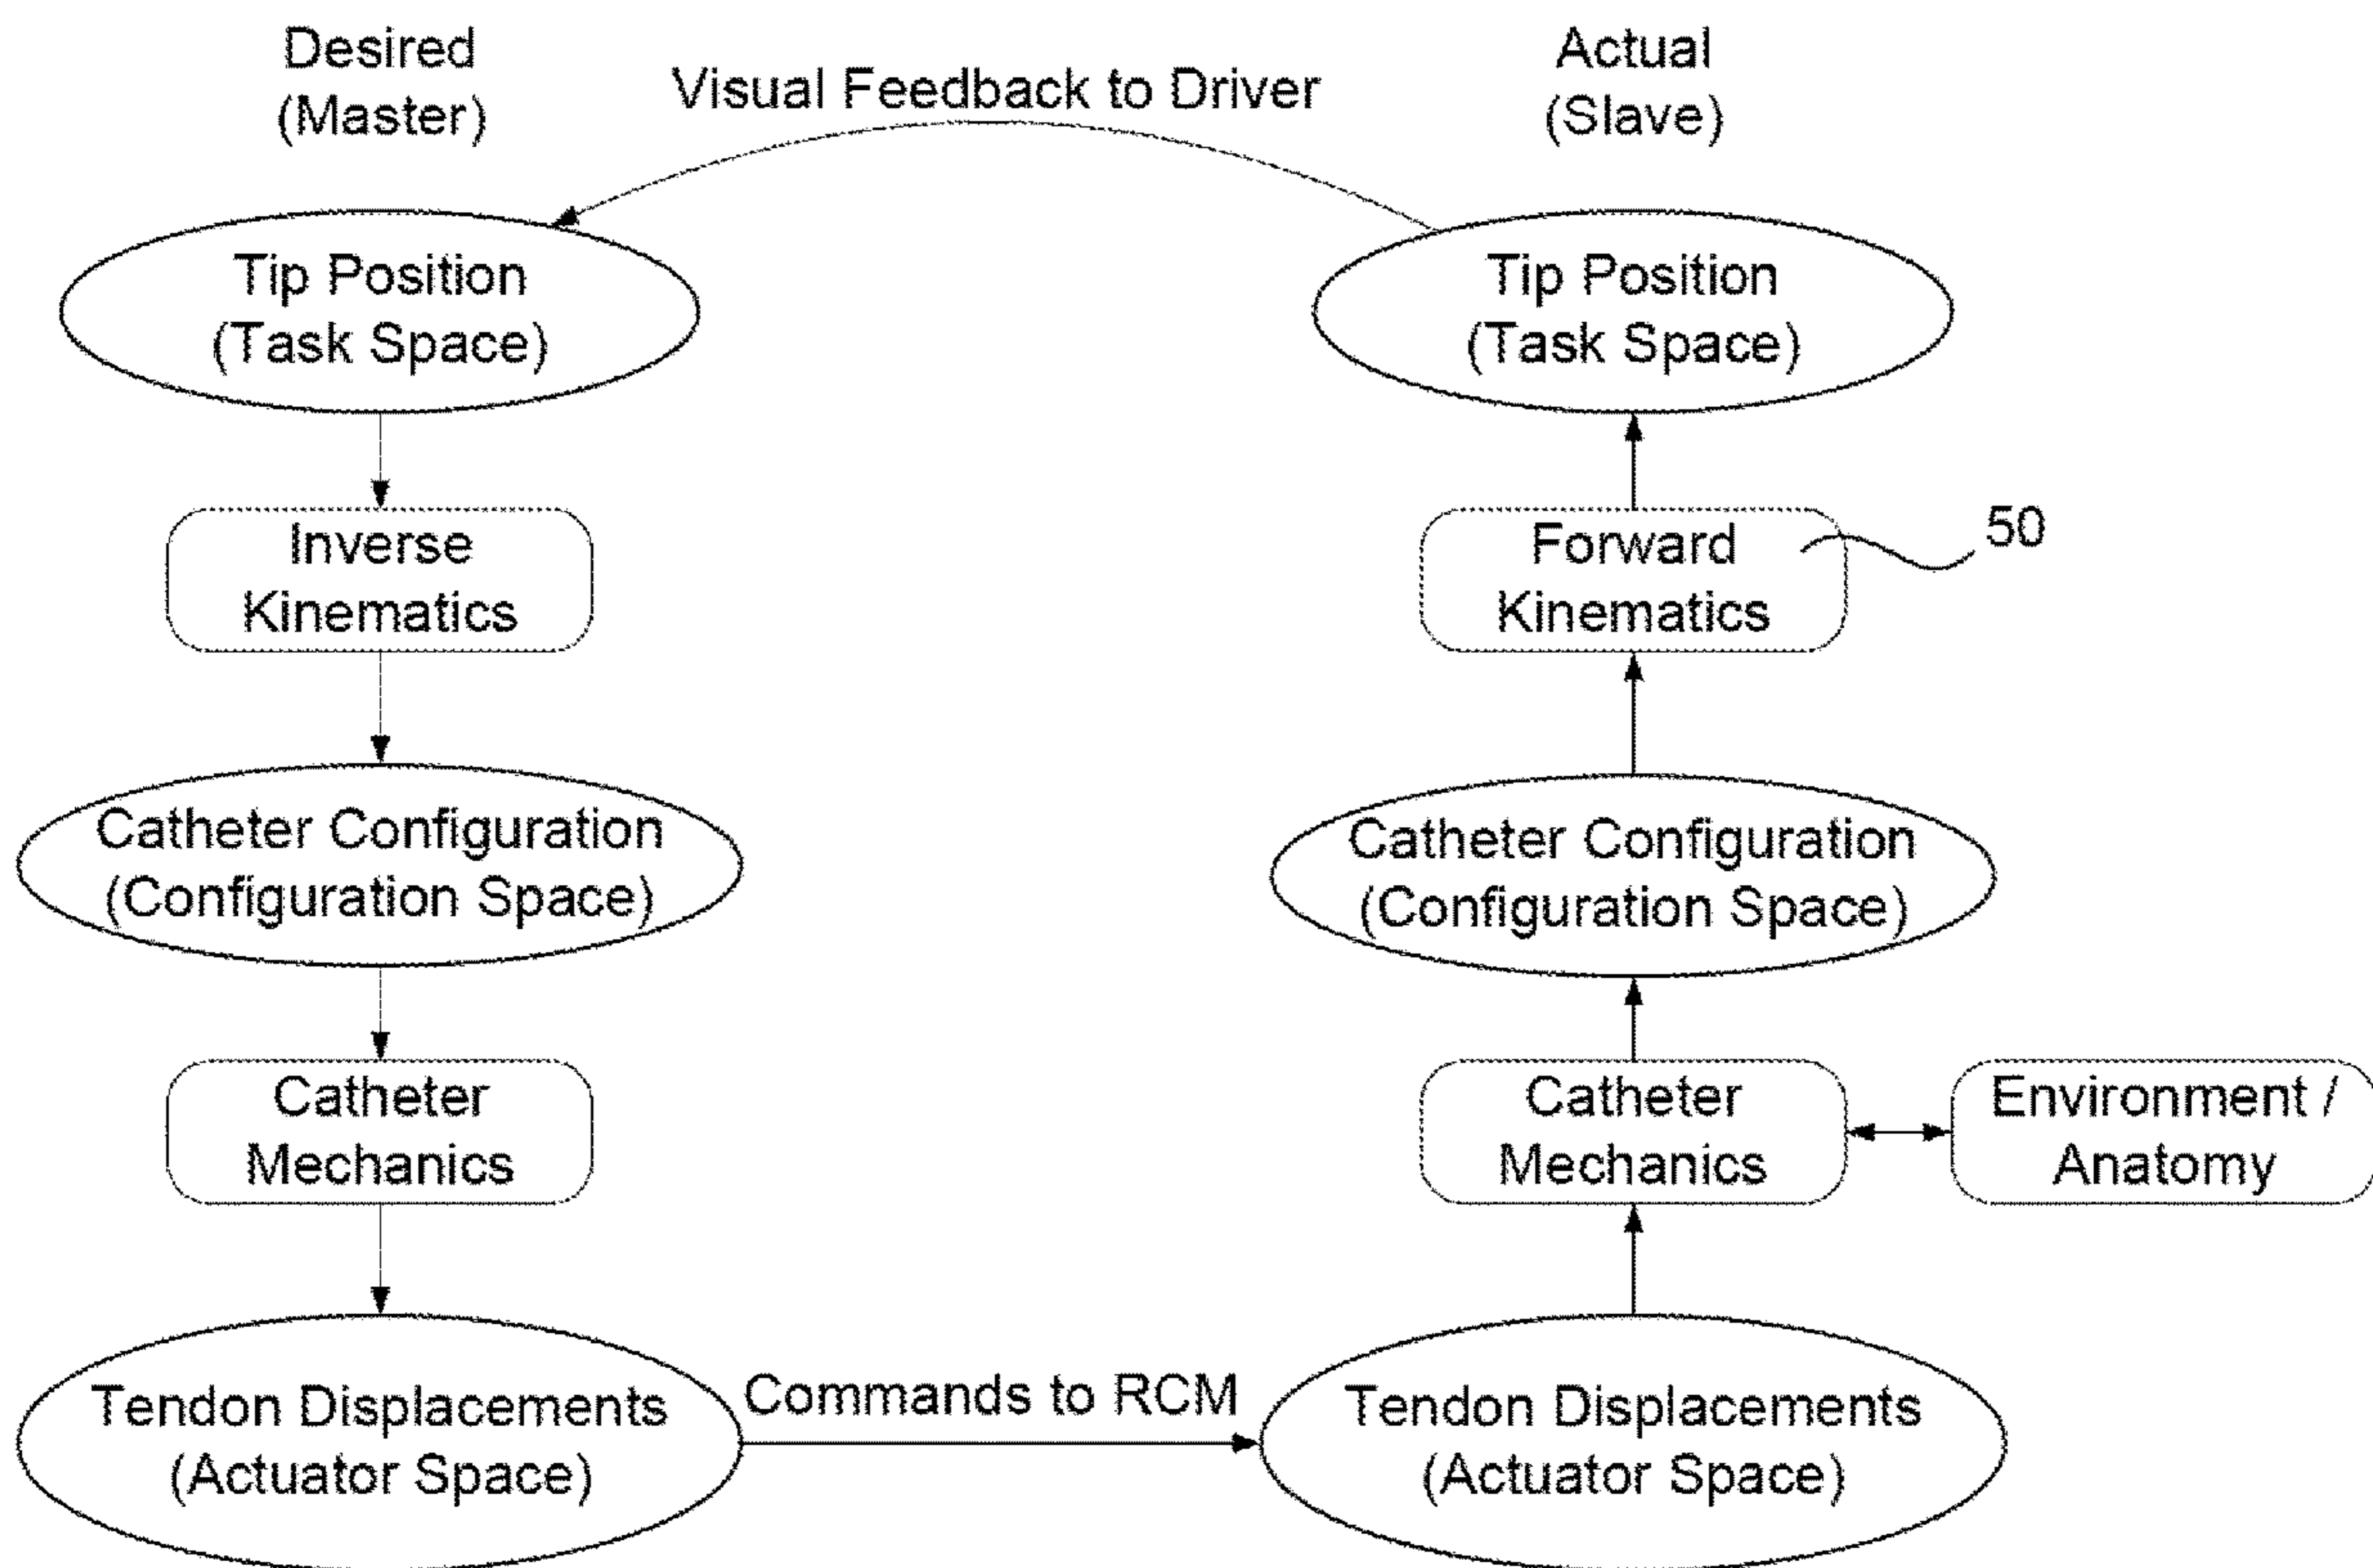 Desired
(Master)
Visual Feedback to Driver
Actual
(Slave)
Tip Position
(Task Space)
Tip Position
(Task Space)
Inverse
Kinematics
Forward
Kinematics
50
Catheter Configuration
(Configuration Space)
Catheter Configuration
(Configuration Space)
Catheter
Mechanics
Catheter
Mechanics
Environment /
Anatomy
Tendon Displacements
(Actuator Space)
Commands to RCM
Tendon Displacements
(Actuator Space)